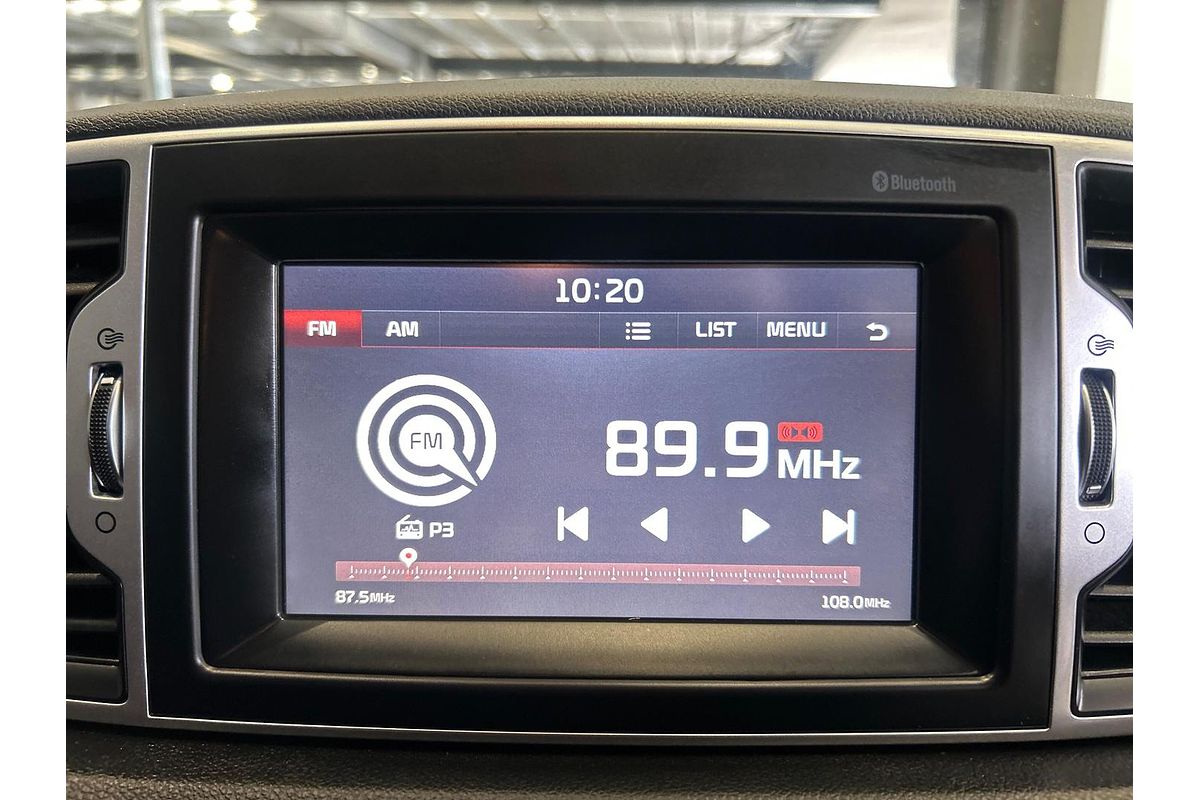 Bluetooth
10:20
FM AM LIST MENU
FM
89.9 MHz
P3
87.5MHz 108.0MHz